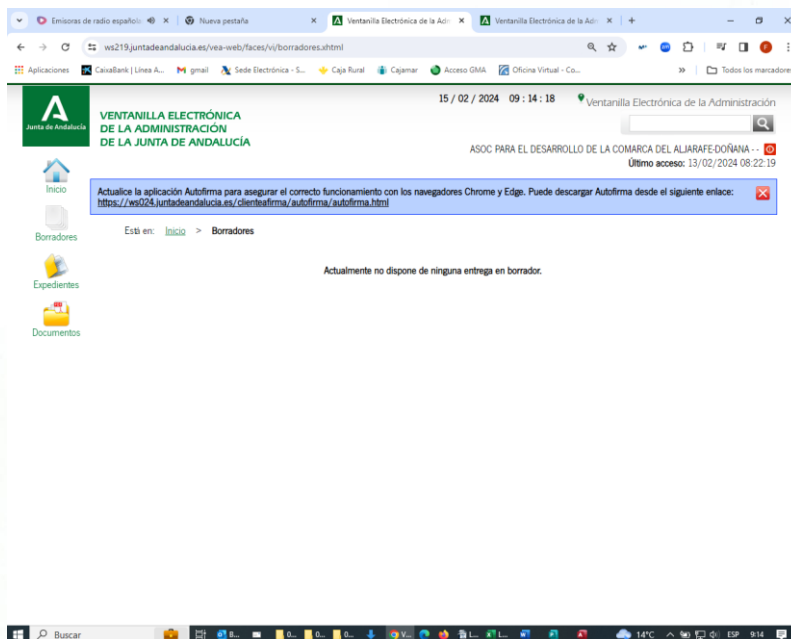 Emisoras de radio español
Nueva pestaña
Ventanilla Electrónica de la Adm
Ventanilla Electrónica de la Adm
ws219.juntadeandalucia.es/vea-web/faces/vi/borradores.xhtml
Aplicaciones
CaixaBank | Línea A...
gmail
Sede Electrónica - S...
Caja Rural
Cajamar
Acceso GMA
Oficina Virtual - Co...
»
Todos los marcadore
Junta de Andalucía
VENTANILLA ELECTRÓNICA
DE LA ADMINISTRACIÓN
DE LA JUNTA DE ANDALUCÍA
15 / 02 / 2024 09 : 14 : 18
Ventanilla Electrónica de la Administración
ASOC PARA EL DESARROLLO DE LA COMARCA DEL ALJARAFE-DOÑANA - -
Último acceso: 13/02/2024 08:22:19
Inicio
Borradores
Expedientes
Documentos
Actualice la aplicación Autofirma para asegurar el correcto funcionamiento con los navegadores Chrome y Edge. Puede descargar Autofirma desde el siguiente enlace:
https://ws024.juntadeandalucia.es/clienteafirma/autofirma/autofirma.html
Está en: Inicio > Borradores
Actualmente no dispone de ninguna entrega en borrador.
Buscar
B...
0...
0...
0...
V...
L...
L...
14°C
ESP
9:14